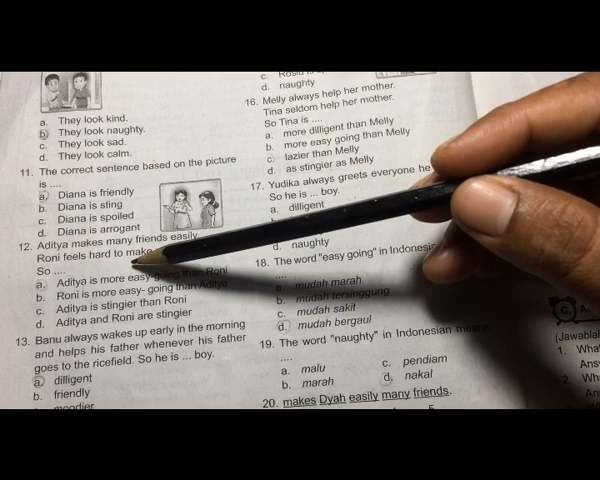 a. They look kind.
b. They look naughty.
c. They look sad.
d. They look calm.
11. The correct sentence based on the picture
is ....
a. Diana is friendly
b. Diana is sting
c. Diana is spoiled
d. Diana is arrogant
12. Aditya makes many friends easily.
Roni feels hard to make
So ....
a. Aditya is more easy-going than Roni
b. Roni is more easy- going than Aditya
c. Aditya is stingier than Roni
d. Aditya and Roni are stingier
13. Banu always wakes up early in the morning
and helps his father whenever his father
goes to the ricefield. So he is ... boy.
a. dilligent
b. friendly
moodier
c.
d. naughty
16. Melly always help her mother.
Tina seldom help her mother.
So Tina is ....
a. more dilligent than Melly
b. more easy going than Melly
c. lazier than Melly
d. as stingier as Melly
17. Yudika always greets everyone he
So he is ... boy.
a. dilligent
d. naughty
18. The word "easy going" in
....
a. mudah marah
b. mudah tersinggung
c. mudah sakit
d. mudah bergaul
19. The word "naughty" in Indonesian means
....
a. malu
b. marah
c. pendiam
d. nakal
20. makes Dyah easily many friends.
C. A.
(Jawabla
1.
Ans
2. Wh
An